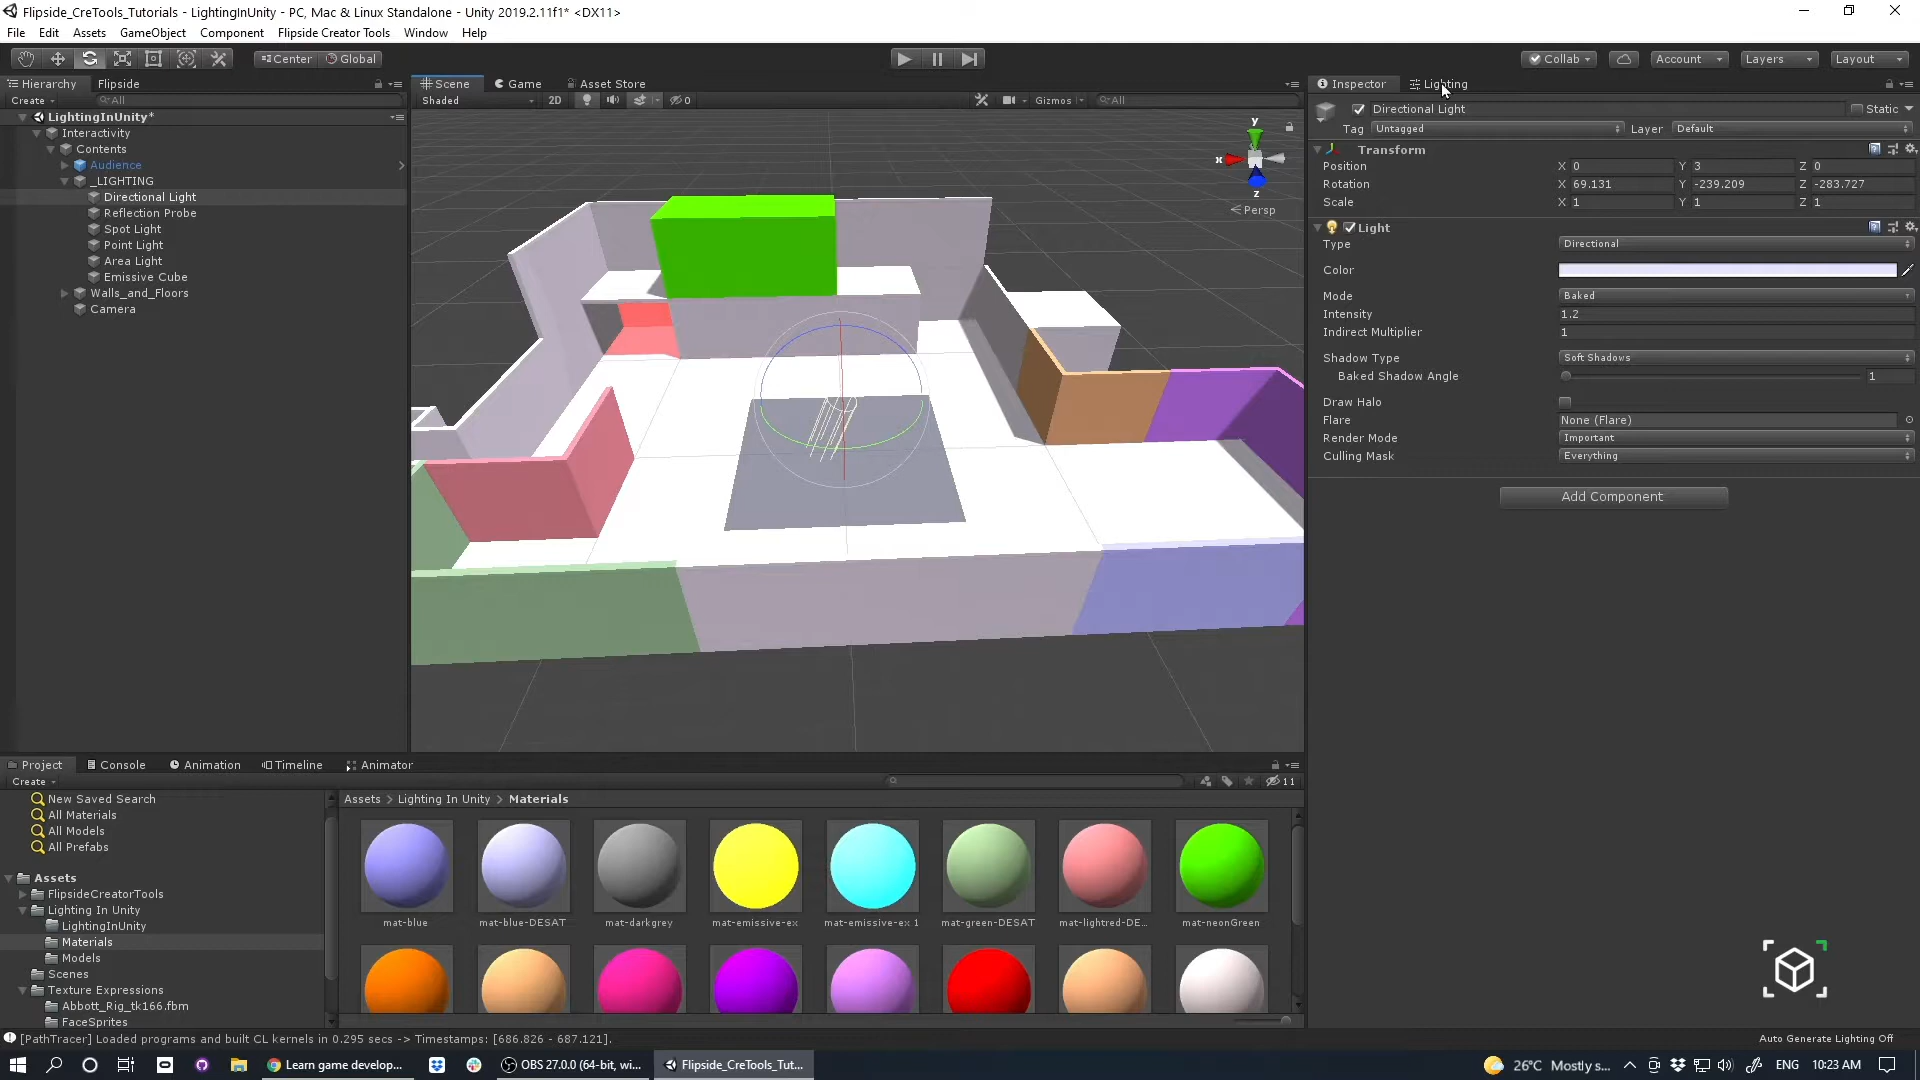 Flipside_CreTools_Tutorials - LightingInUnity - PC, Mac & Linux Standalone - Unity 2019.2.11f1* <DX11>
File Edit Assets GameObject Component Flipside Creator Tools Window Help
Center Global Collab Account Layers Layout
Hierarchy Flipside
Create All
LightingInUnity*
Interactivity
Contents
Audience
_LIGHTING
Directional Light
Reflection Probe
Spot Light
Point Light
Area Light
Emissive Cube
Walls_and_Floors
Camera
Scene Game Asset Store
Shaded 2D 0 Gizmos All
y
x
z
Persp
Inspector Lighting
Directional Light Static
Tag Untagged Layer Default
Transform
Position X 0 Y 3 Z 0
Rotation X 69.131 Y -239.209 Z -283.727
Scale X 1 Y 1 Z 1
Light
Type Directional
Color
Mode Baked
Intensity 1.2
Indirect Multiplier 1
Shadow Type Soft Shadows
Baked Shadow Angle 1
Draw Halo
Flare None (Flare)
Render Mode Important
Culling Mask Everything
Add Component
Project Console Animation Timeline Animator
Create 11
New Saved Search
All Materials
All Models
All Prefabs
Assets
FlipsideCreatorTools
Lighting In Unity
LightingInUnity
Materials
Models
Scenes
Texture Expressions
Abbott_Rig_tk166.fbm
FaceSprites
Assets > Lighting In Unity > Materials
mat-blue mat-blue-DESAT mat-darkgrey mat-emissive-ex mat-emissive-ex 1 mat-green-DESAT mat-lightred-DE... mat-neonGreen
[PathTracer] Loaded programs and built CL kernels in 0.295 secs -> Timestamps: [686.826 - 687.121].
Auto Generate Lighting Off
Learn game develop... OBS 27.0.0 (64-bit, wi... Flipside_CreTools_Tut... 26°C Mostly s... ENG 10:23 AM